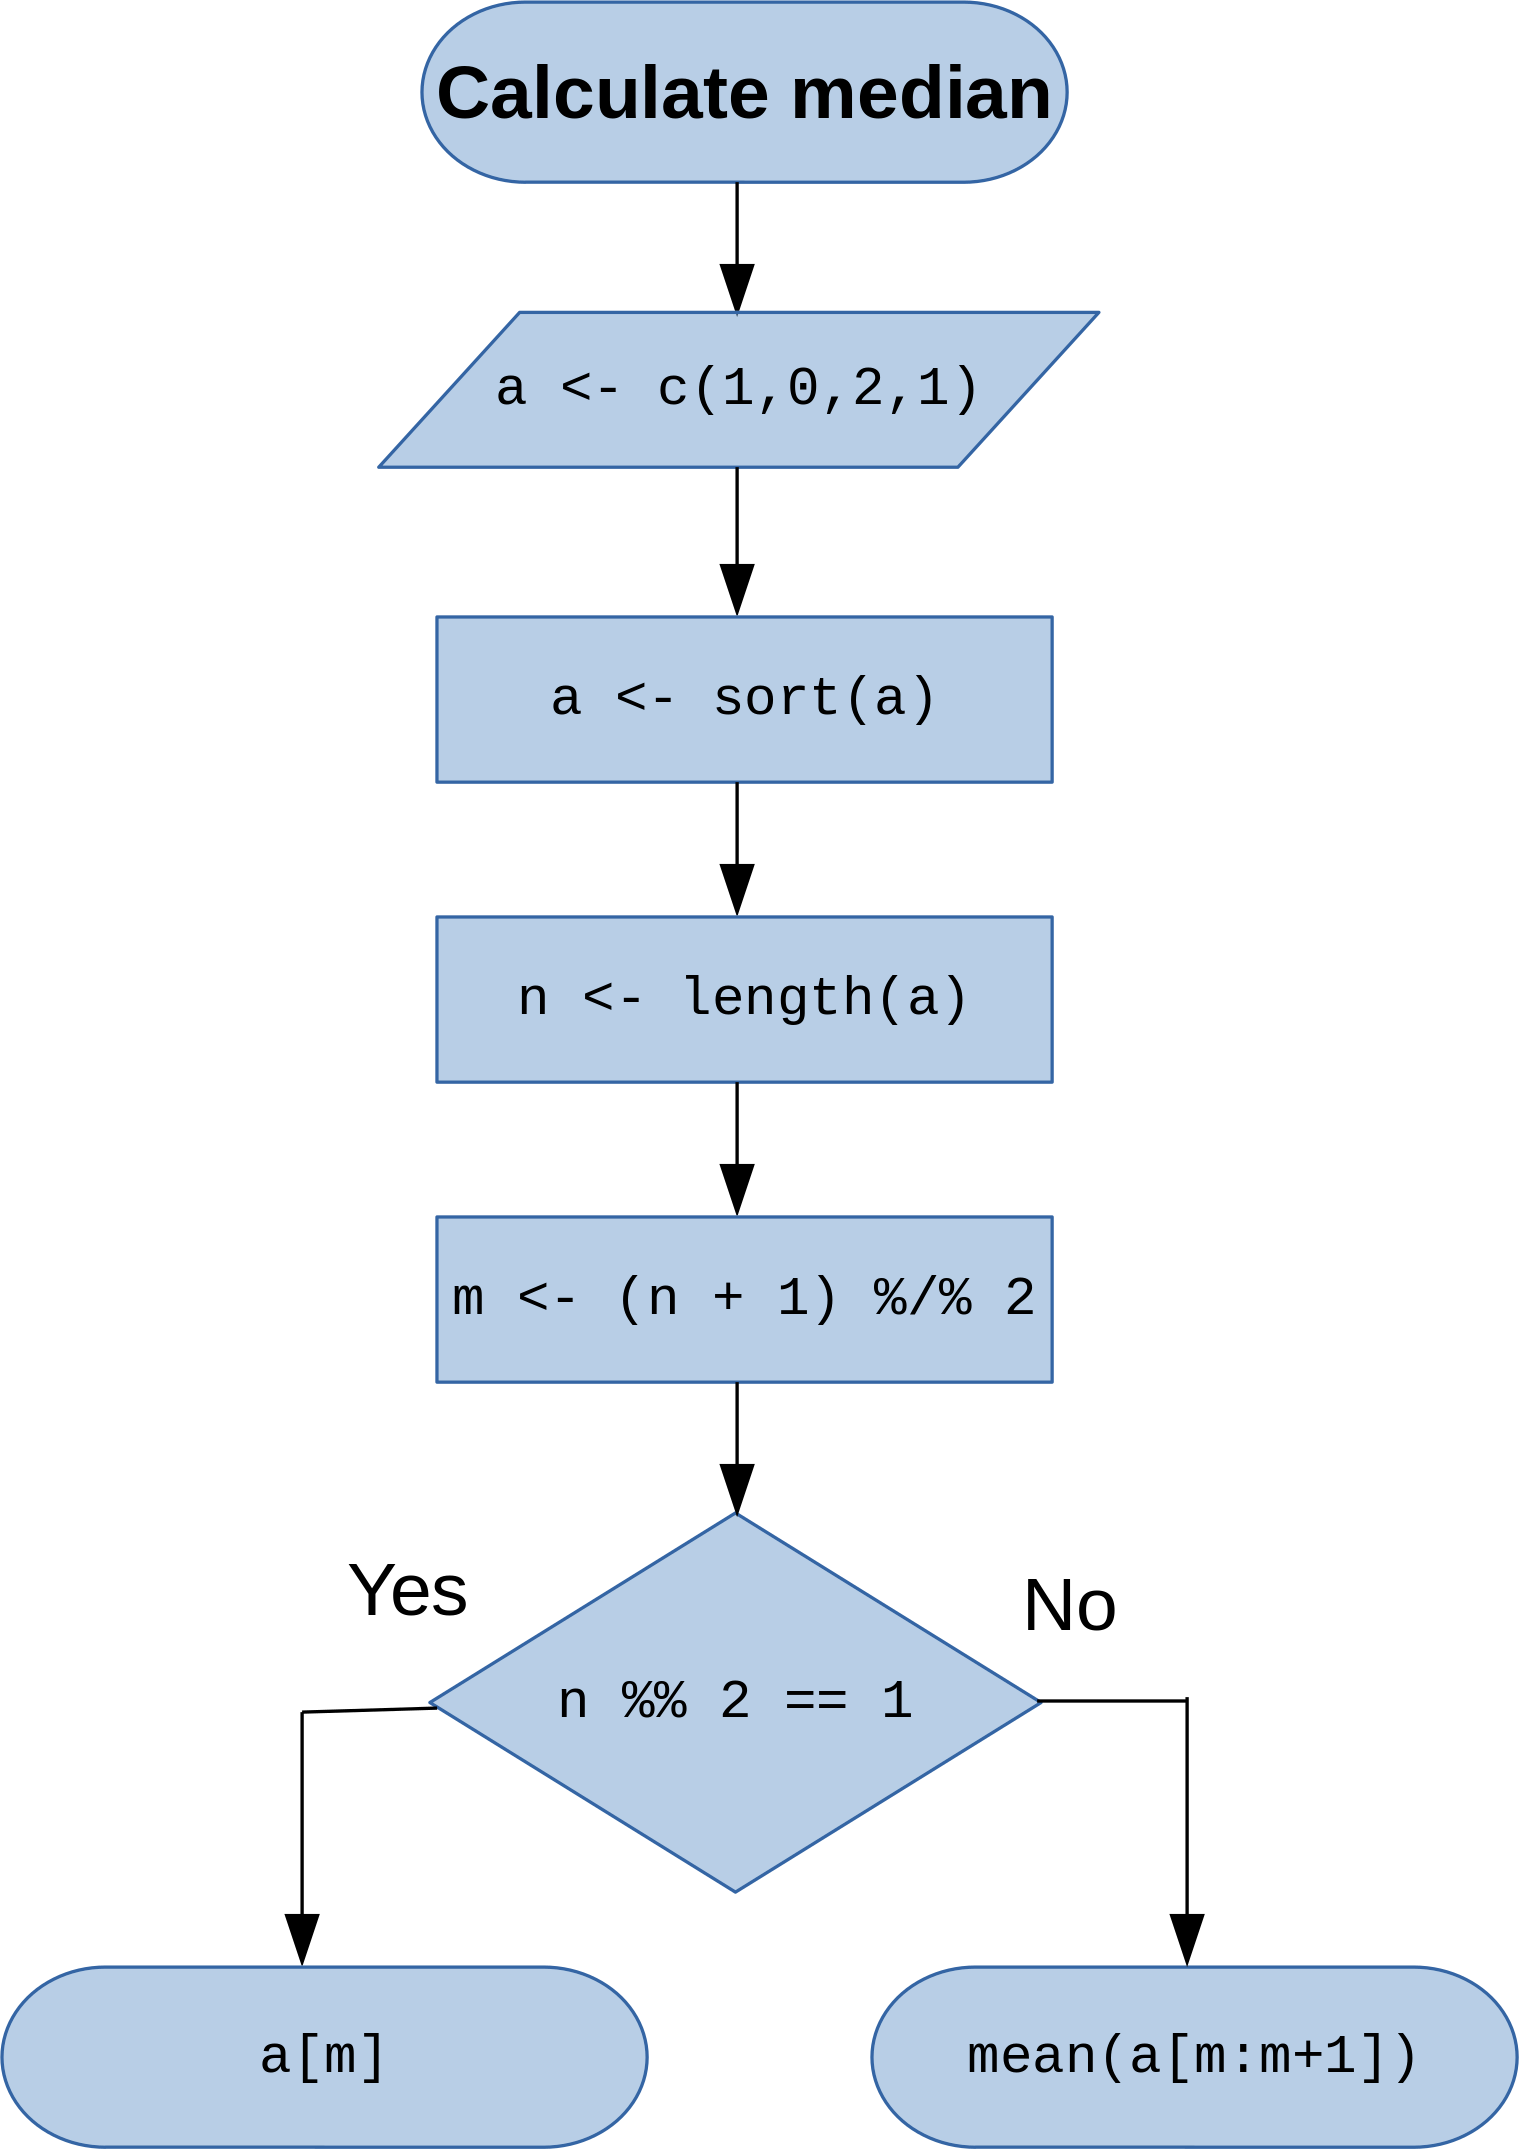 Calculate median
a <- c(1,0,2,1)
a <- sort(a)
n <- length(a)
m <- (n + 1) %/% 2
Yes
No
n %% 2 == 1
a[m]
mean(a[m:m+1])